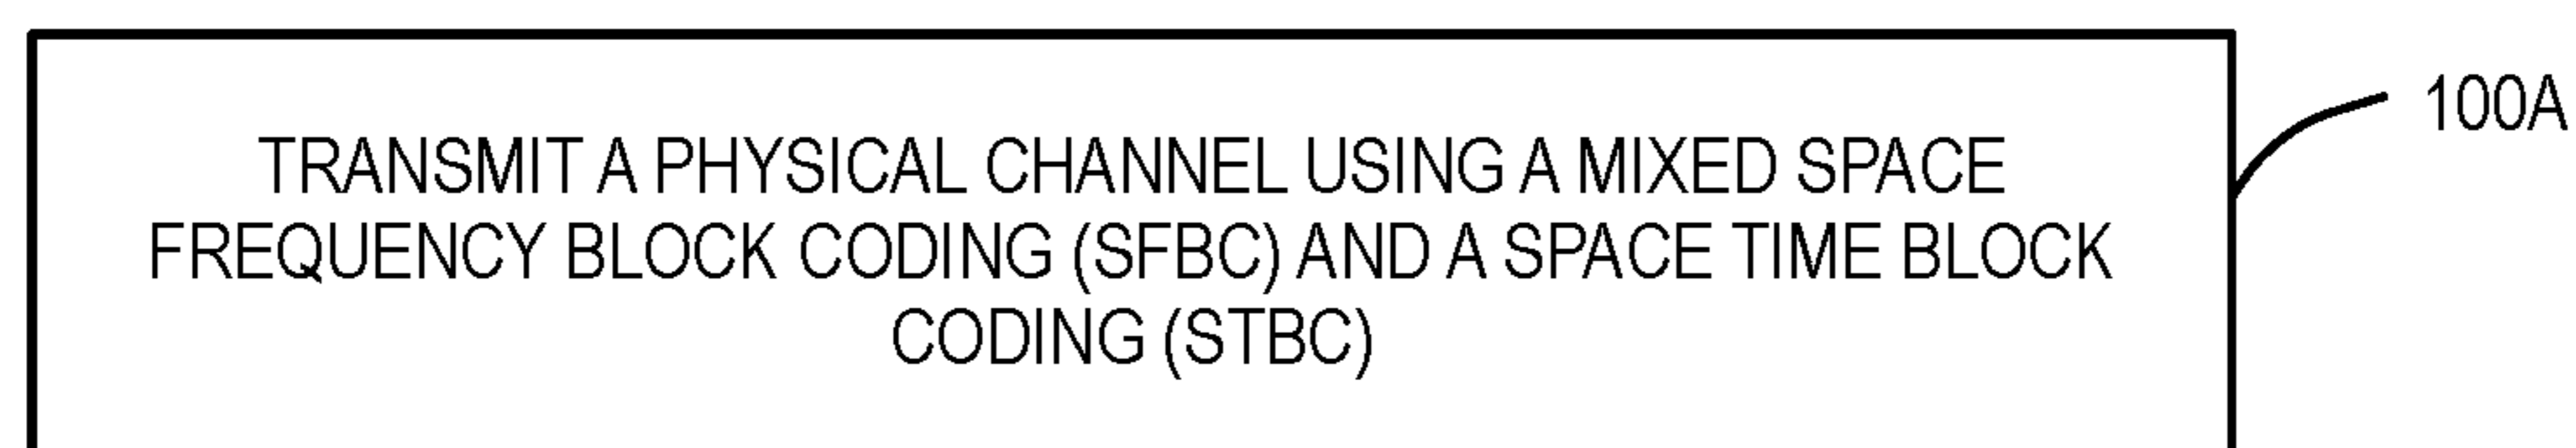 100A
TRANSMIT A PHYSICAL CHANNEL USING A MIXED SPACE
FREQUENCY BLOCK CODING (SFBC) AND A SPACE TIME BLOCK
CODING (STBC)